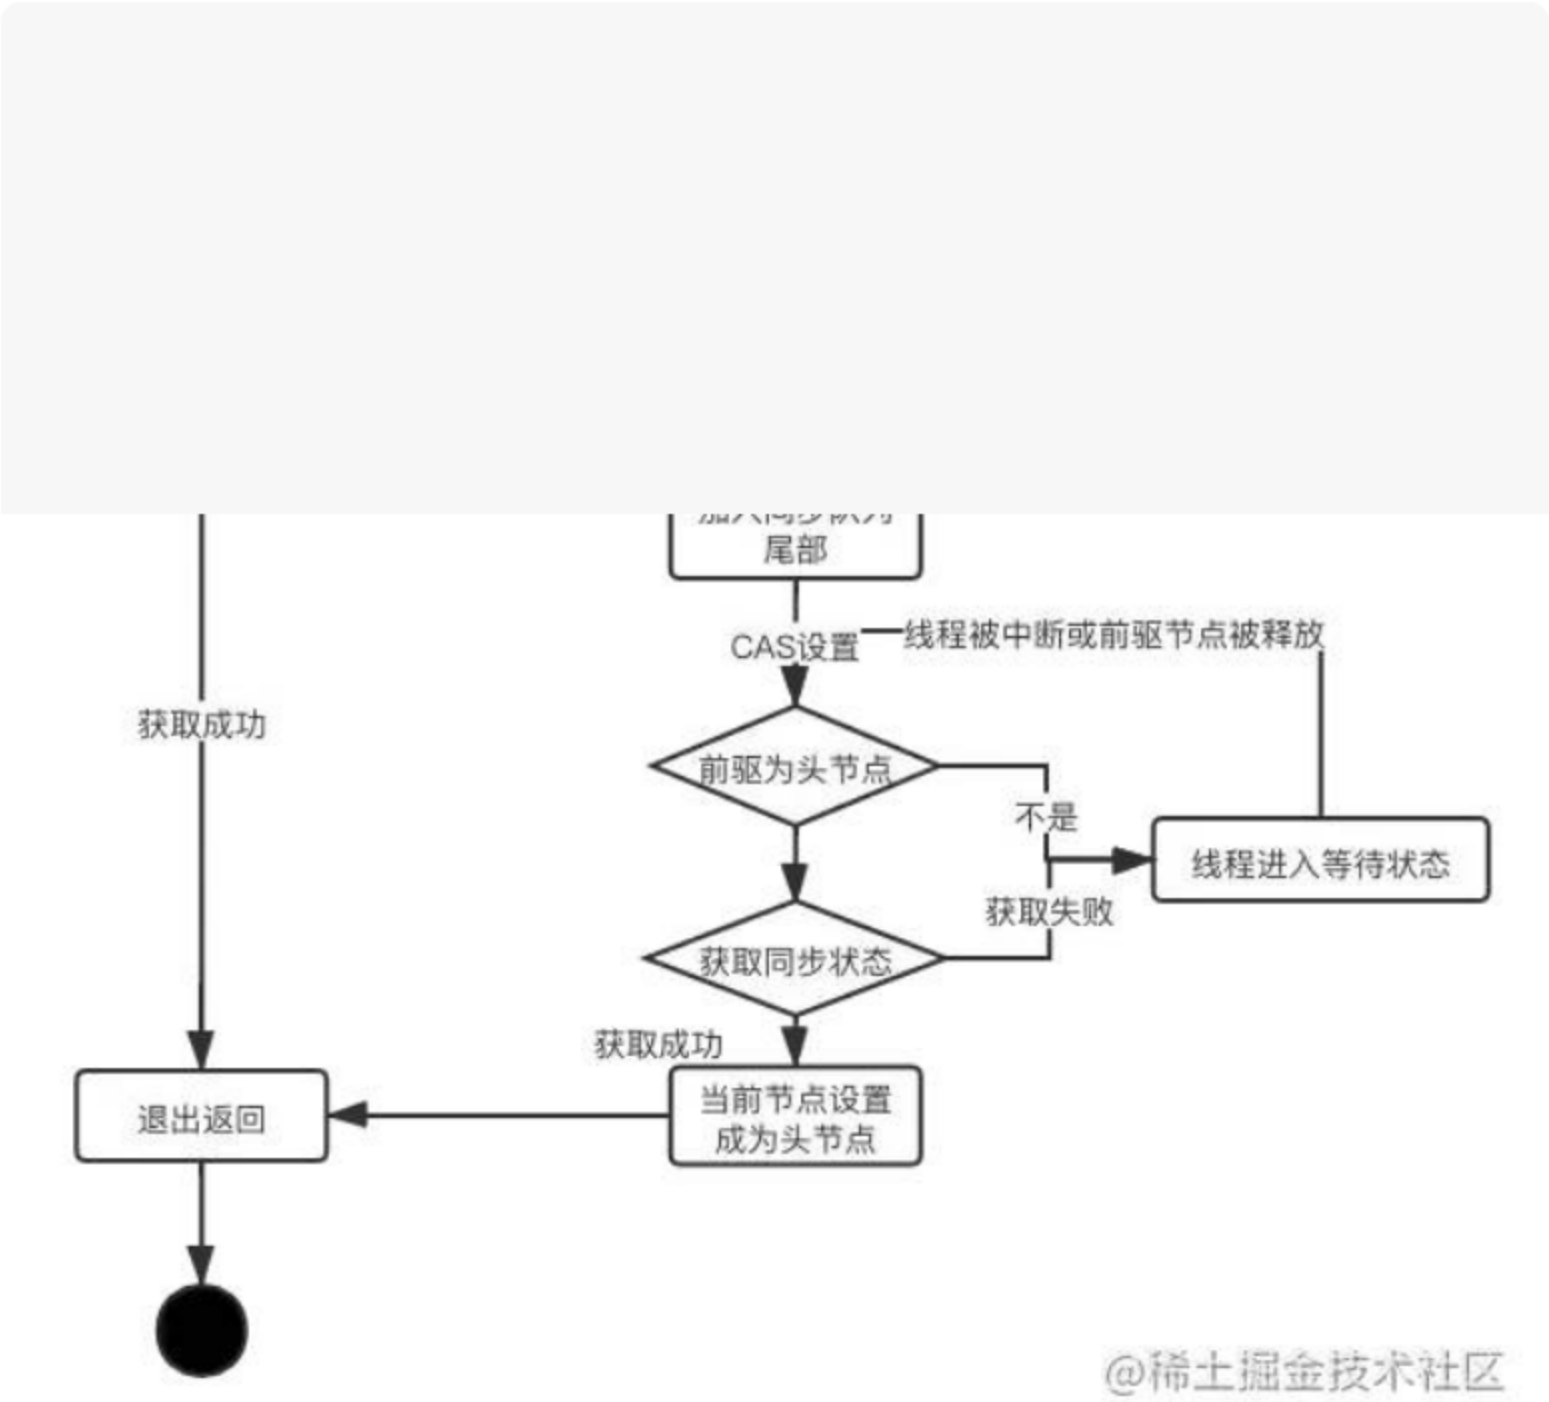 尾部
CAS设置
线程被中断或前驱节点被释放
获取成功
前驱为头节点
不是
线程进入等待状态
获取失败
获取同步状态
获取成功
当前节点设置
成为头节点
退出返回
@稀土掘金技术社区